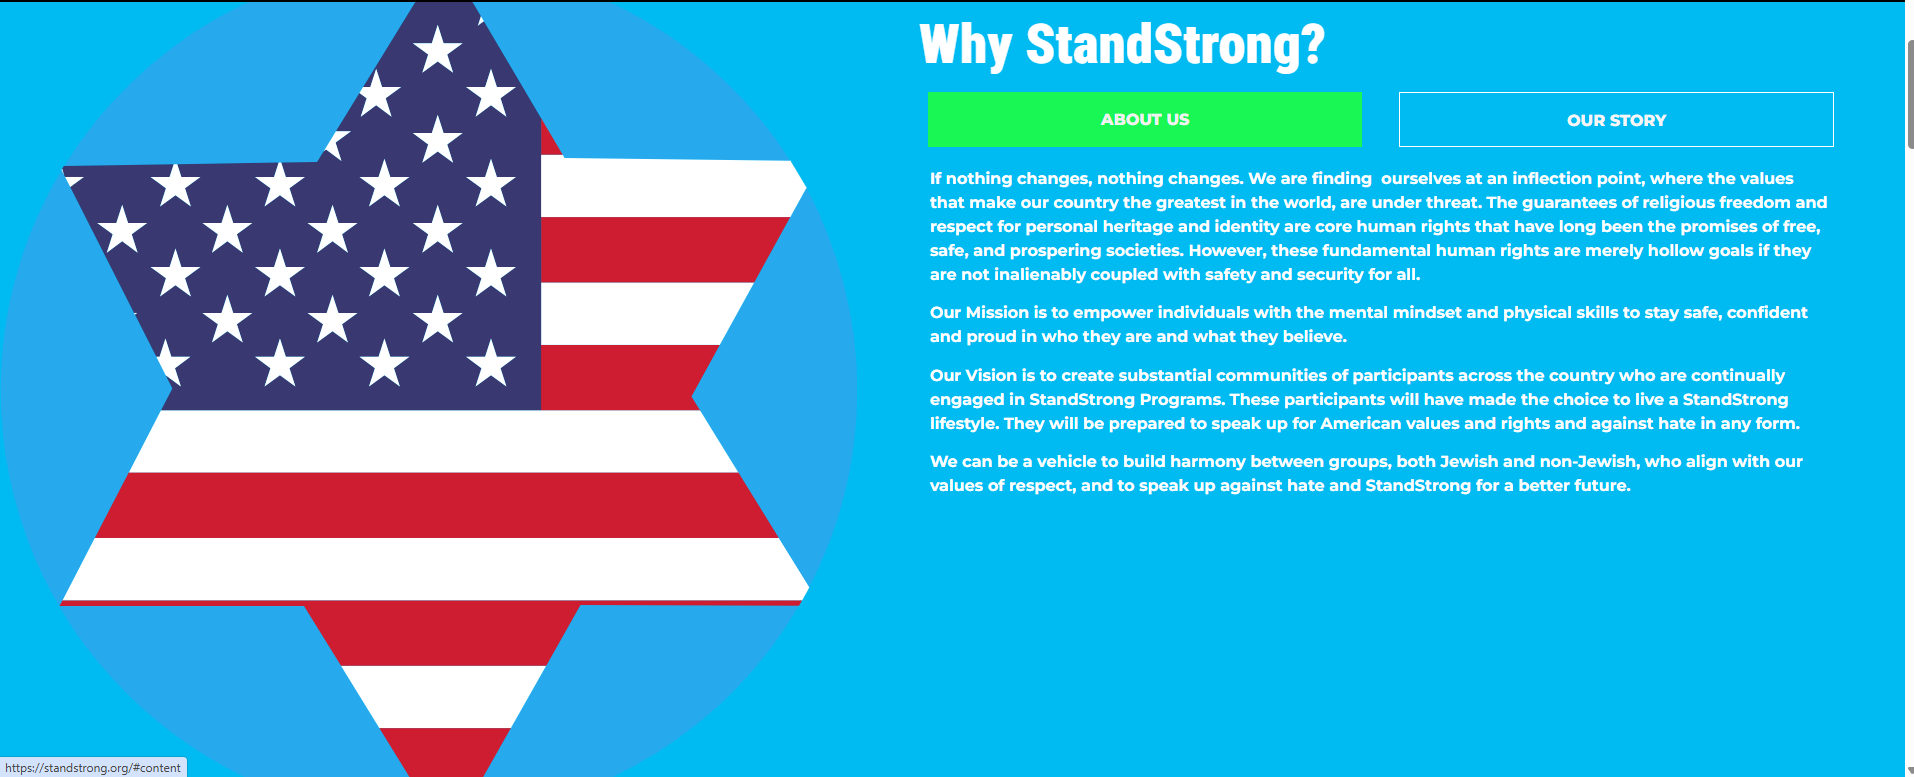 Why StandStrong?
ABOUT US
OUR STORY
If nothing changes, nothing changes. We are finding  ourselves at an inflection point, where the values
that make our country the greatest in the world, are under threat. The guarantees of religious freedom and
respect for personal heritage and identity are core human rights that have long been the promises of free,
safe, and prospering societies. However, these fundamental human rights are merely hollow goals if they
are not inalienably coupled with safety and security for all.
Our Mission is to empower individuals with the mental mindset and physical skills to stay safe, confident
and proud in who they are and what they believe.
Our Vision is to create substantial communities of participants across the country who are continually
engaged in StandStrong Programs. These participants will have made the choice to live a StandStrong
lifestyle. They will be prepared to speak up for American values and rights and against hate in any form.
We can be a vehicle to build harmony between groups, both Jewish and non-Jewish, who align with our
values of respect, and to speak up against hate and StandStrong for a better future.
https://standstrong.org/#content